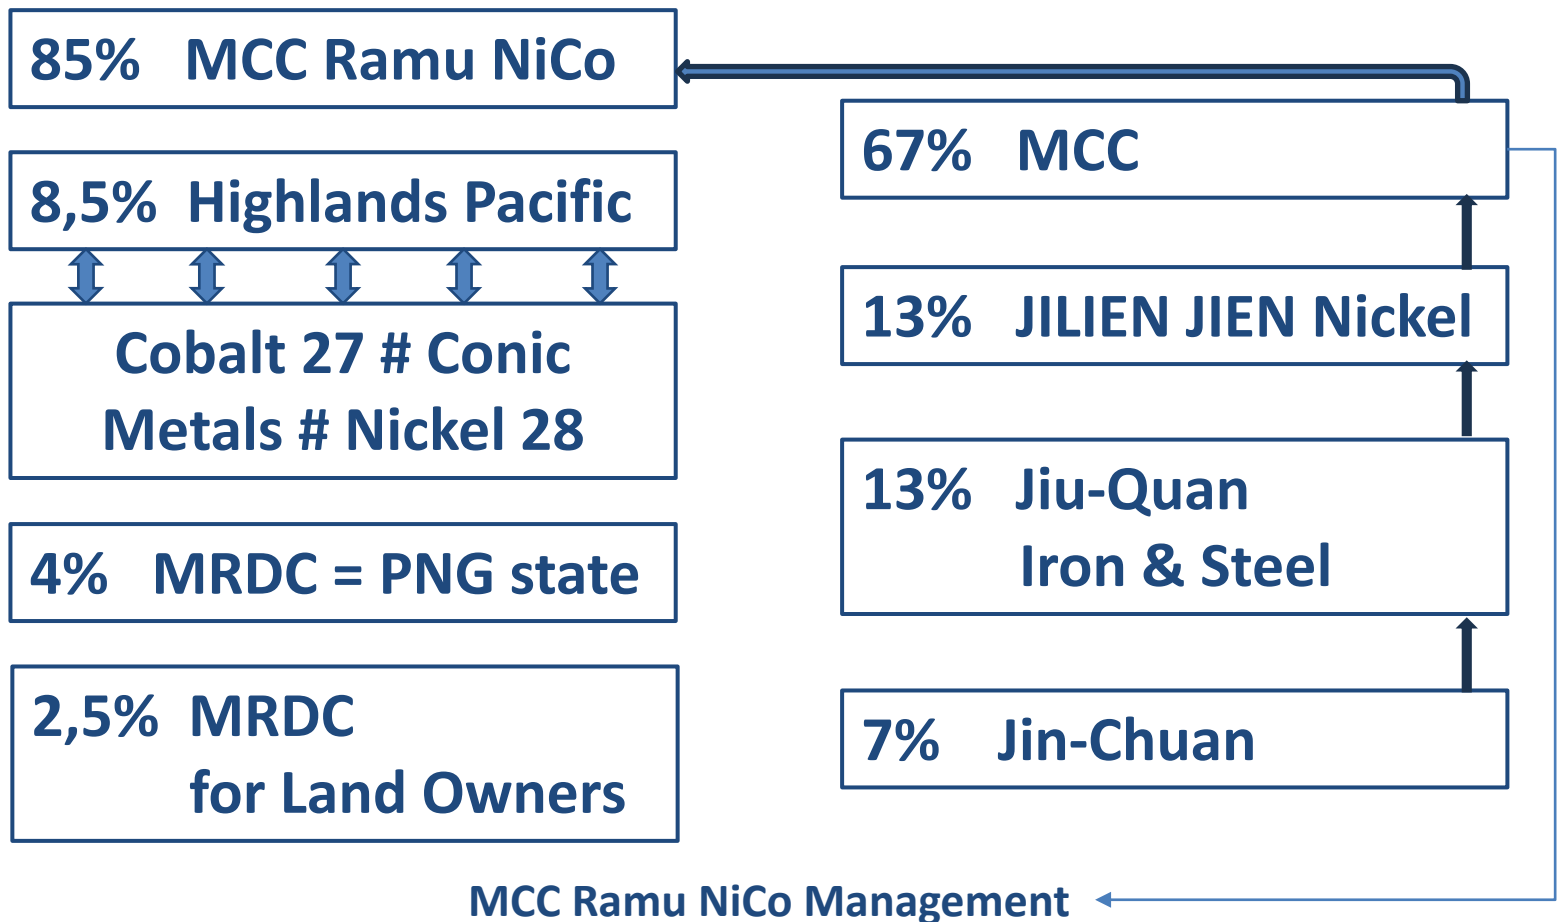 85% MCC Ramu NiCo
8,5% Highlands Pacific
Cobalt 27 # Conic
Metals # Nickel 28
4% MRDC = PNG state
2,5% MRDC
for Land Owners
67% MCC
13% JILIEN JIEN Nickel
13% Jiu-Quan
Iron & Steel
7% Jin-Chuan
MCC Ramu NiCo Management